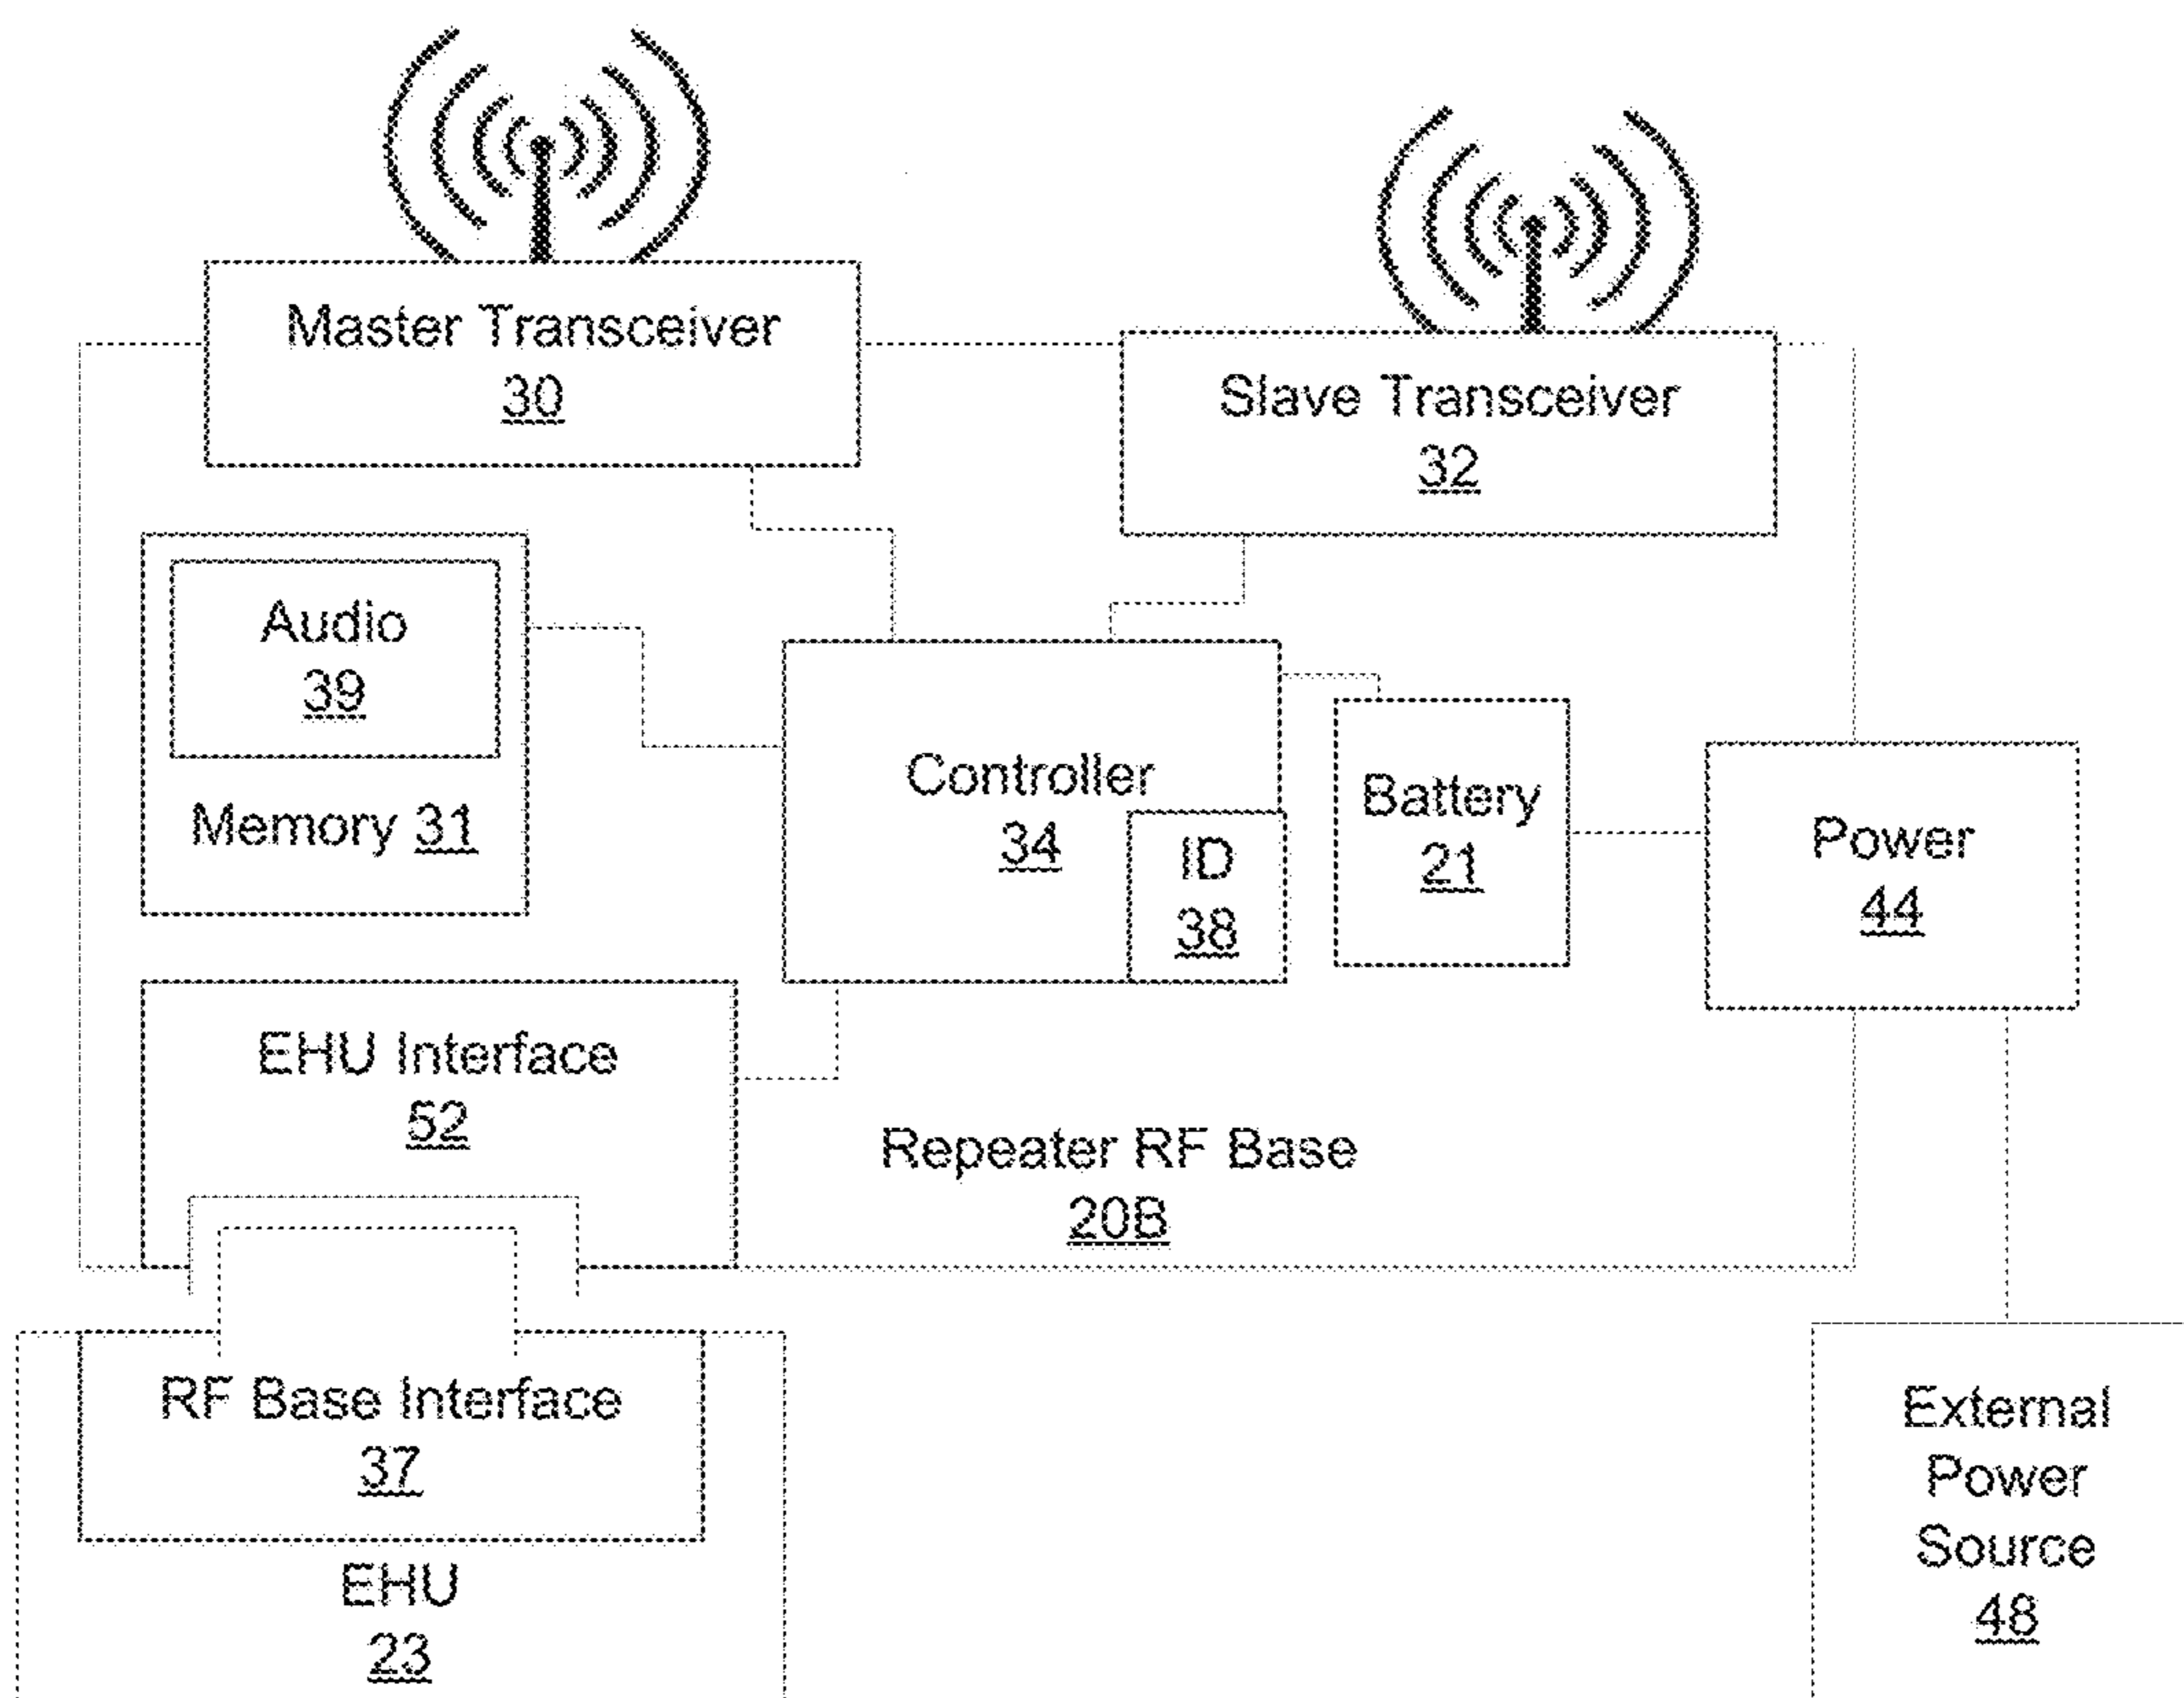 Master Transceiver
30
Slave Transceiver
32
Audio
39
Memory 31
Controller
34
ID
38
Battery
21
Power
44
EHU Interface
52
Repeater RF Base
20B
RF Base Interface
37
EHU
23
External
Power
Source
48